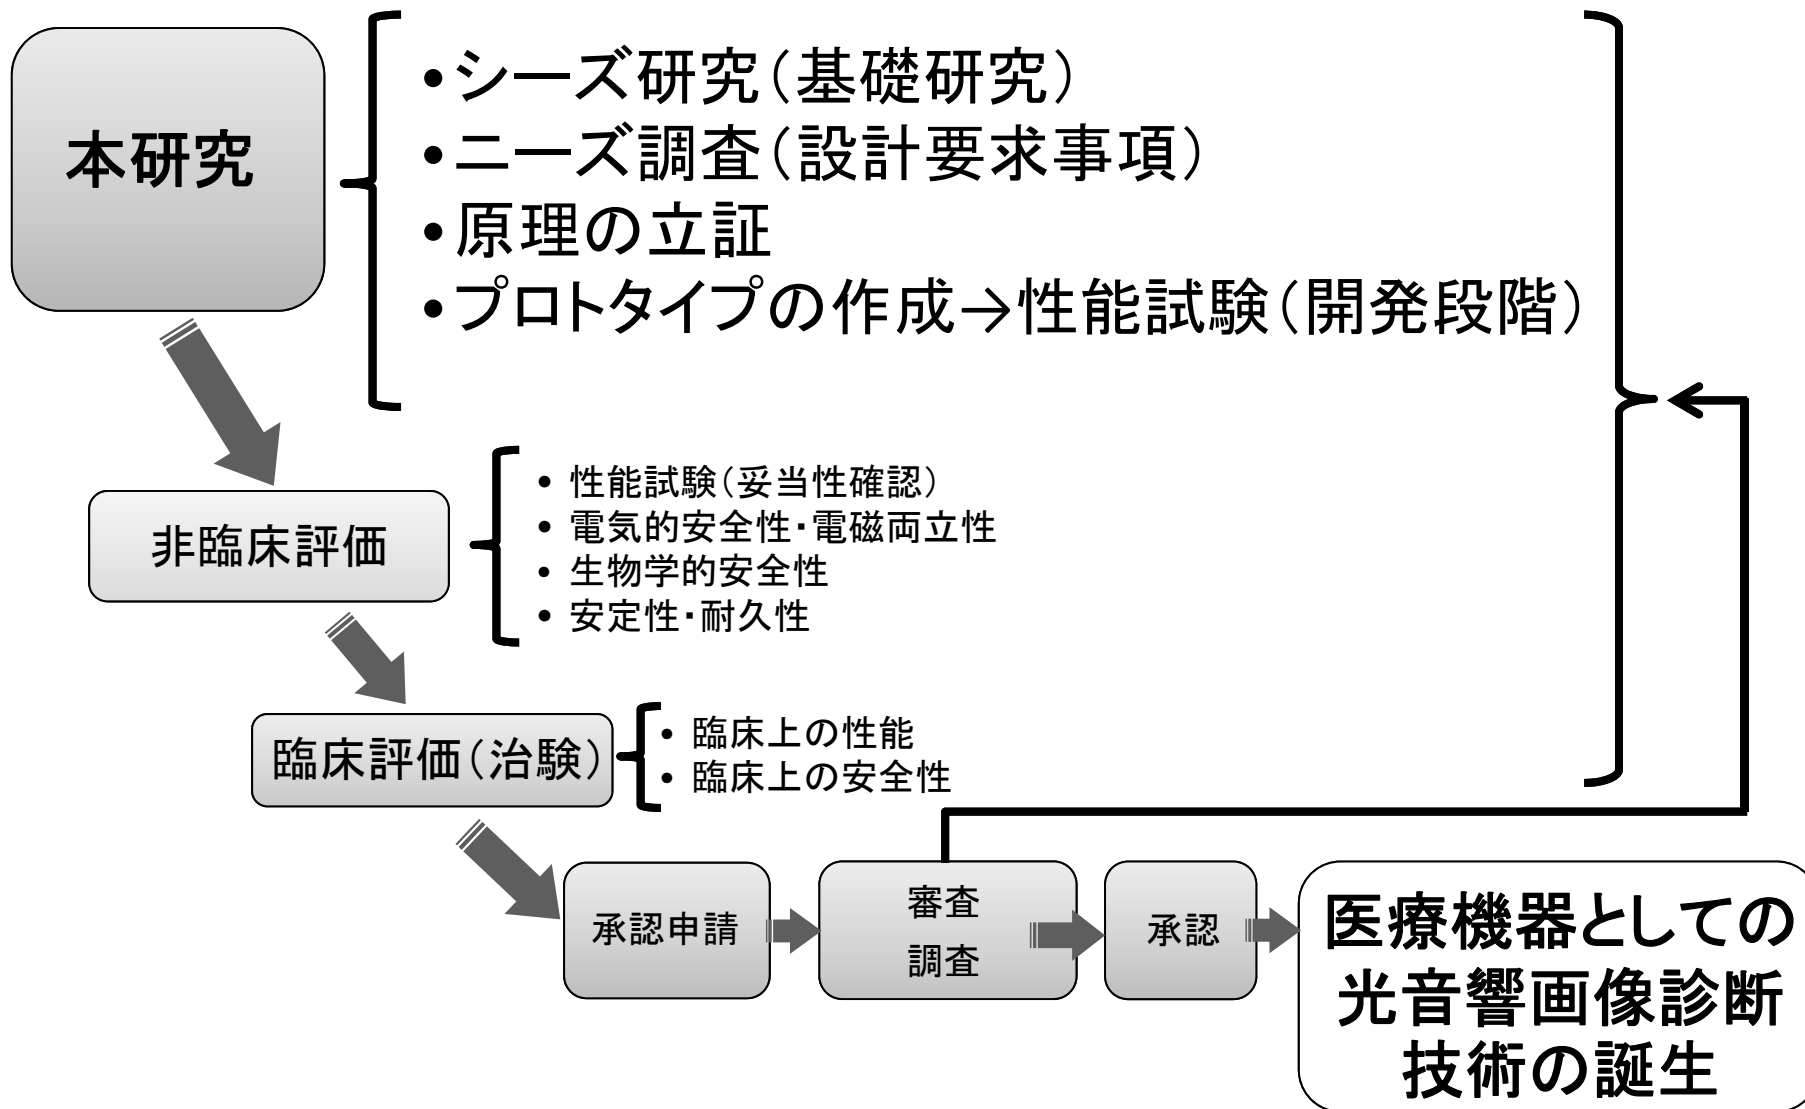 本研究
•シーズ研究(基礎研究)
•ニーズ調査(設計要求事項)
•原理の立証
•プロトタイプの作成→性能試験(開発段階)
非臨床評価
• 性能試験(妥当性確認)
• 電気的安全性・電磁両立性
• 生物学的安全性
• 安定性・耐久性
臨床評価(治験)
• 臨床上の性能
• 臨床上の安全性
承認申請
審査
調査
承認
医療機器としての
光音響画像診断
技術の誕生